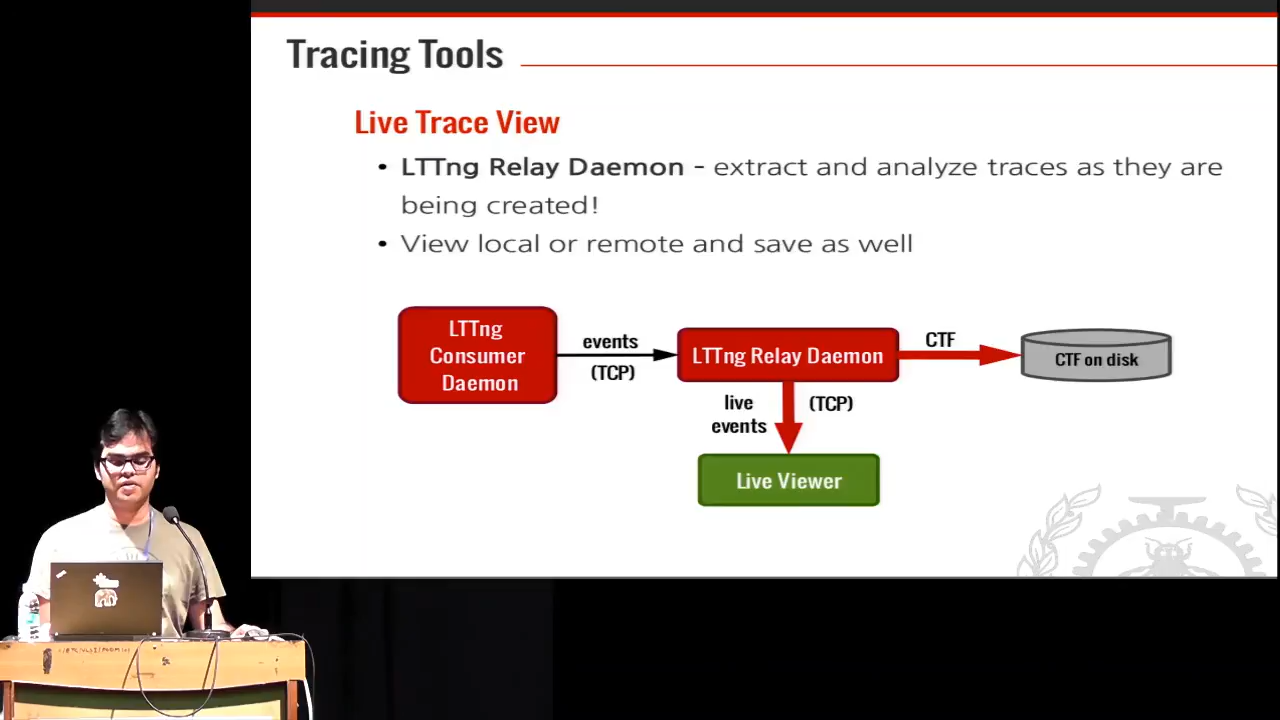 Tracing Tools
Live Trace View
• LTTng Relay Daemon - extract and analyze traces as they are
being created!
• View local or remote and save as well
LTTng
Consumer
Daemon
events
(TCP)
LTTng Relay Daemon
CTF
CTF on disk
live
events
(TCP)
Live Viewer